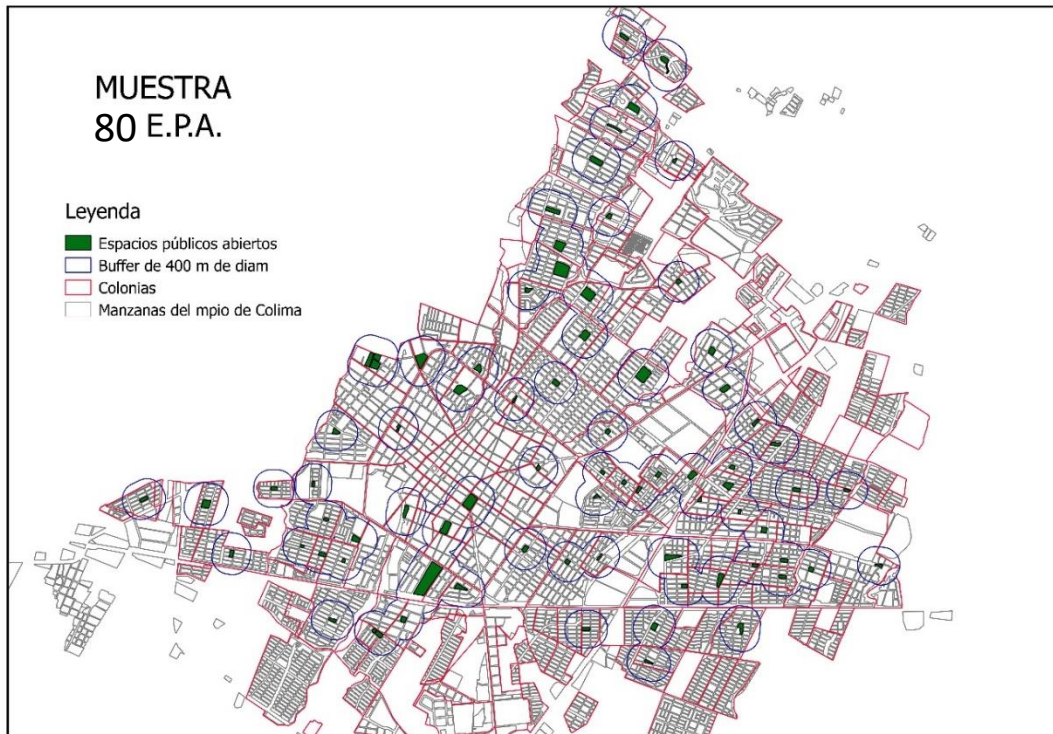 MUESTRA
80 E.P.A.
Leyenda
Espacios públicos abiertos
Buffer de 400 m de diam
Colonias
Manzanas del mpio de Colima